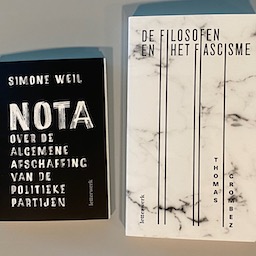 SIMONE WEIL
NOTA
OVER DE
ALGEMENE
AFSCHAFFING
VAN DE
POLITIEKE
PARTIJEN
letterwerk
DE FILOSOFEN
EN HET FASCISME
THOMAS
CROMBEZ
letterwerk